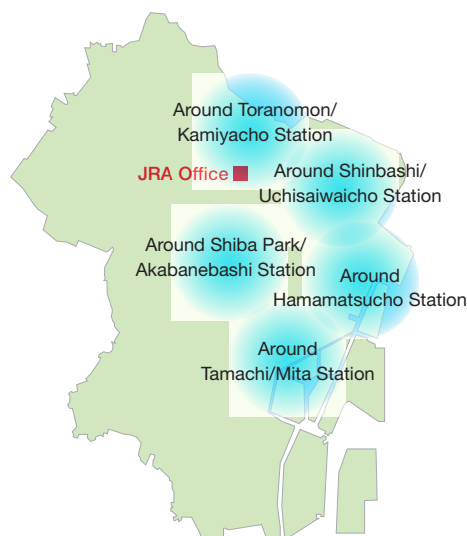 Around Toranomon/
Kamiyacho Station
JRA Office
Around Shinbashi/
Uchisaiwaicho Station
Around Shiba Park/
Akabanebashi Station
Around
Hamamatsucho Station
Around
Tamachi/Mita Station